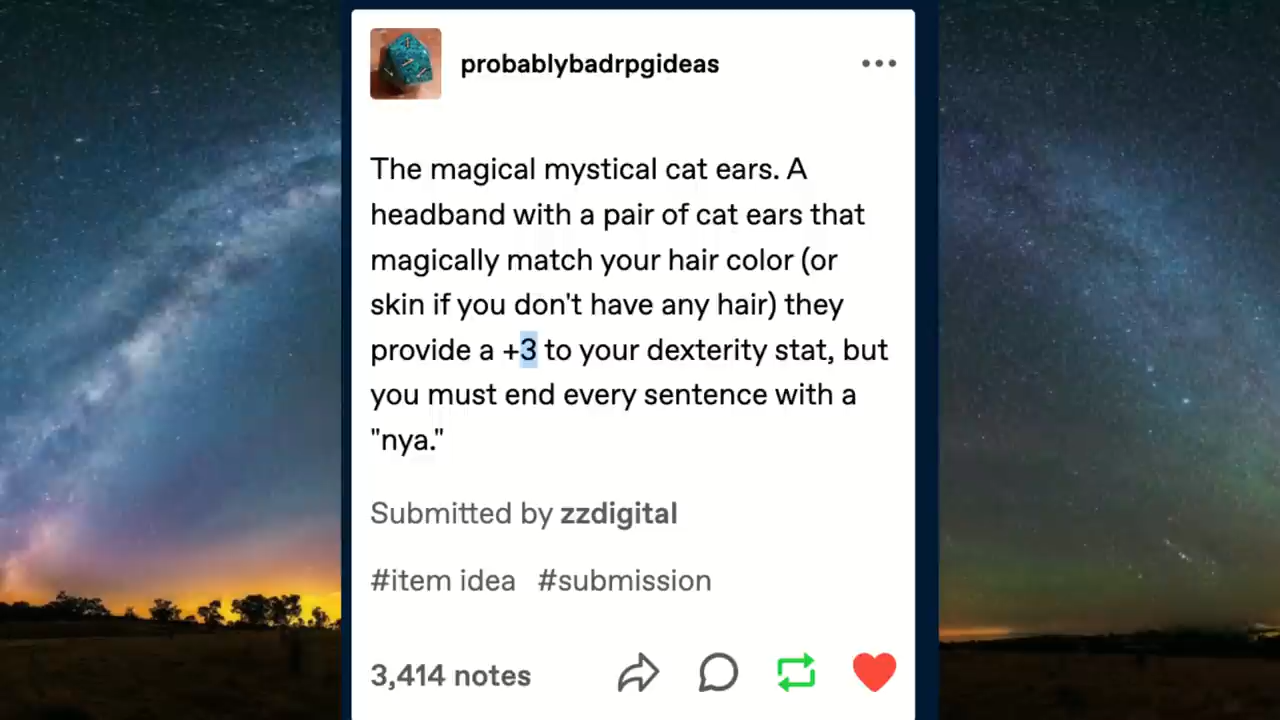 probablybadrpgideas
The magical mystical cat ears. A
headband with a pair of cat ears that
magically match your hair color (or
skin if you don't have any hair) they
provide a +3 to your dexterity stat, but
you must end every sentence with a
"nya."
Submitted by zzdigital
#item idea #submission
3,414 notes